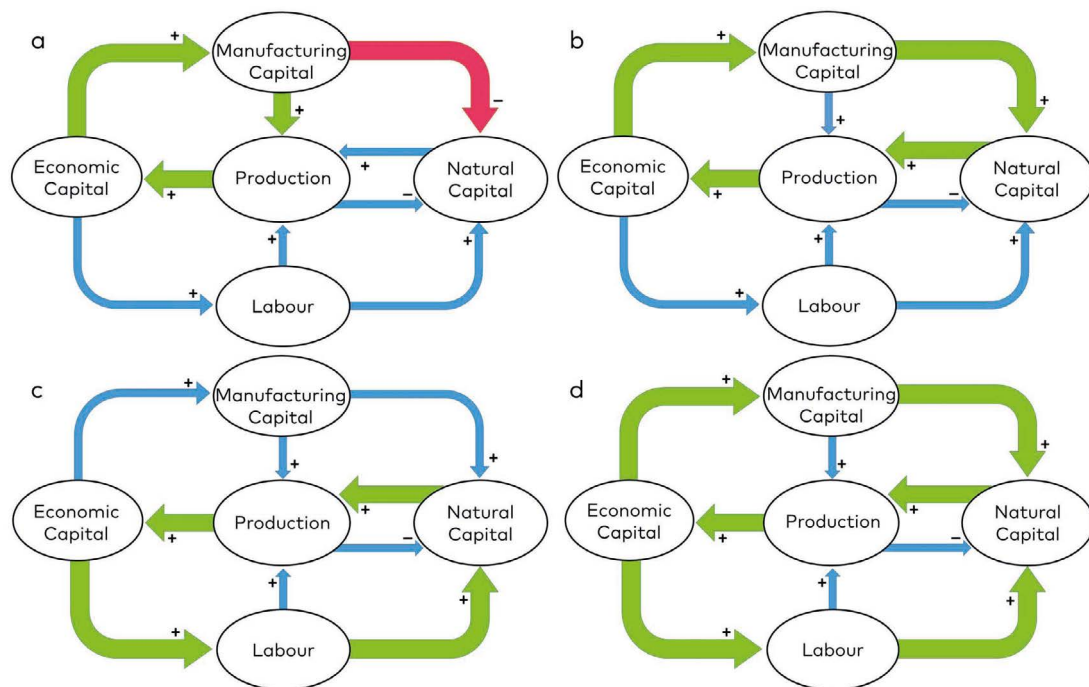 a
+
Manufacturing
Capital
−
+
Economic
Capital
+
Production
+
−
Natural
Capital
+
+
+
Labour
b
+
Manufacturing
Capital
+
+
Economic
Capital
+
Production
+
−
Natural
Capital
+
+
+
Labour
c
+
Manufacturing
Capital
+
+
Economic
Capital
+
Production
+
−
Natural
Capital
+
+
+
Labour
d
+
Manufacturing
Capital
+
+
Economic
Capital
+
Production
+
−
Natural
Capital
+
+
+
Labour